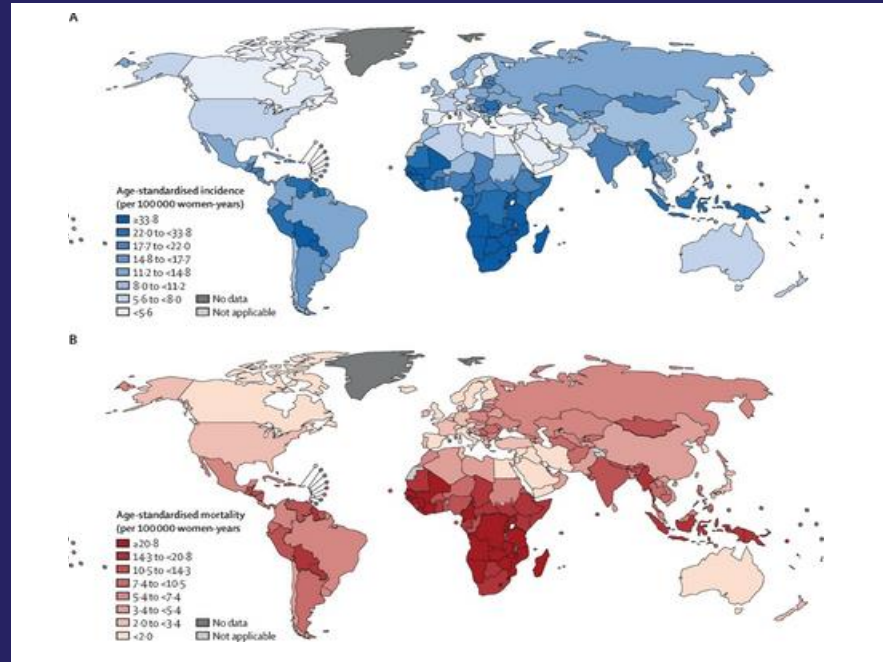 A
Age-standardised incidence
(per 100 000 women-years)
≥33·8
22·0 to <33·8
17·7 to <22·0
14·8 to <17·7
11·2 to <14·8
8·0 to <11·2
5·6 to <8·0
<5·6
No data
Not applicable
B
Age-standardised mortality
(per 100 000 women-years
≥20·8
14·3 to <20·8
10·5 to <14·3
7·4 to <10·5
5·4 to <7·4
3·4 to <5·4
2·0 to <3·4
<2·0
No data
Not applicable